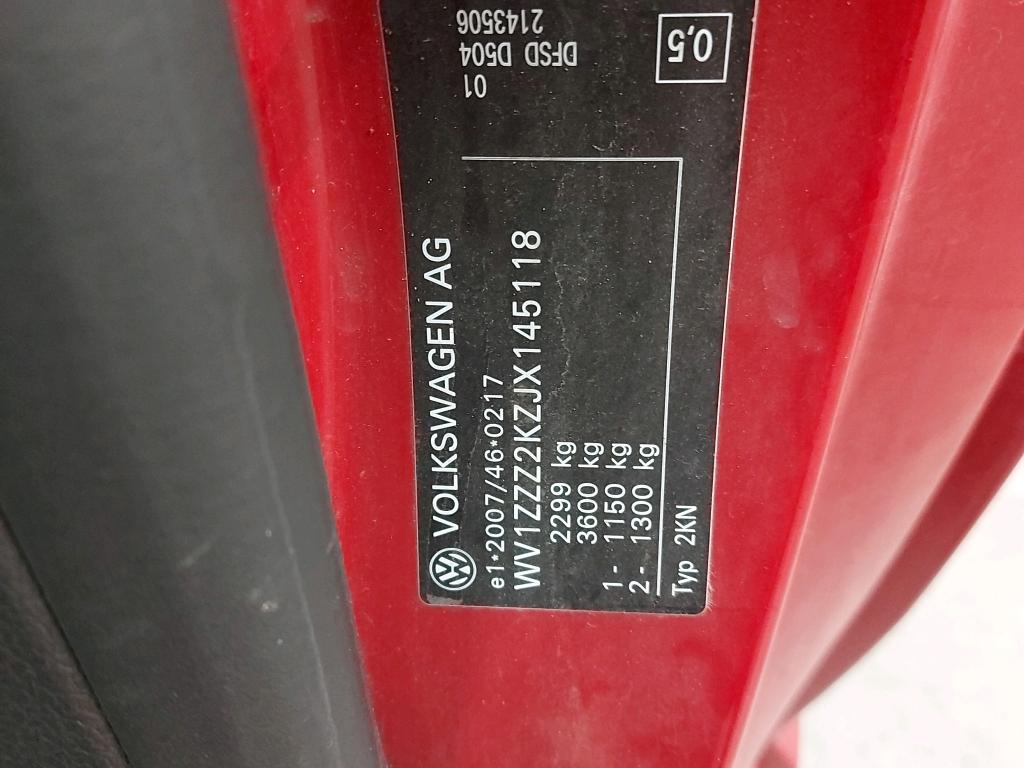 VOLKSWAGEN AG
e1*2007/46*0217
WV1ZZZ2KZJX145118
2299 kg
3600 kg
1- 1150 kg
2- 1300 kg
Typ 2KN
01
DFSD D504
2143506
0,5